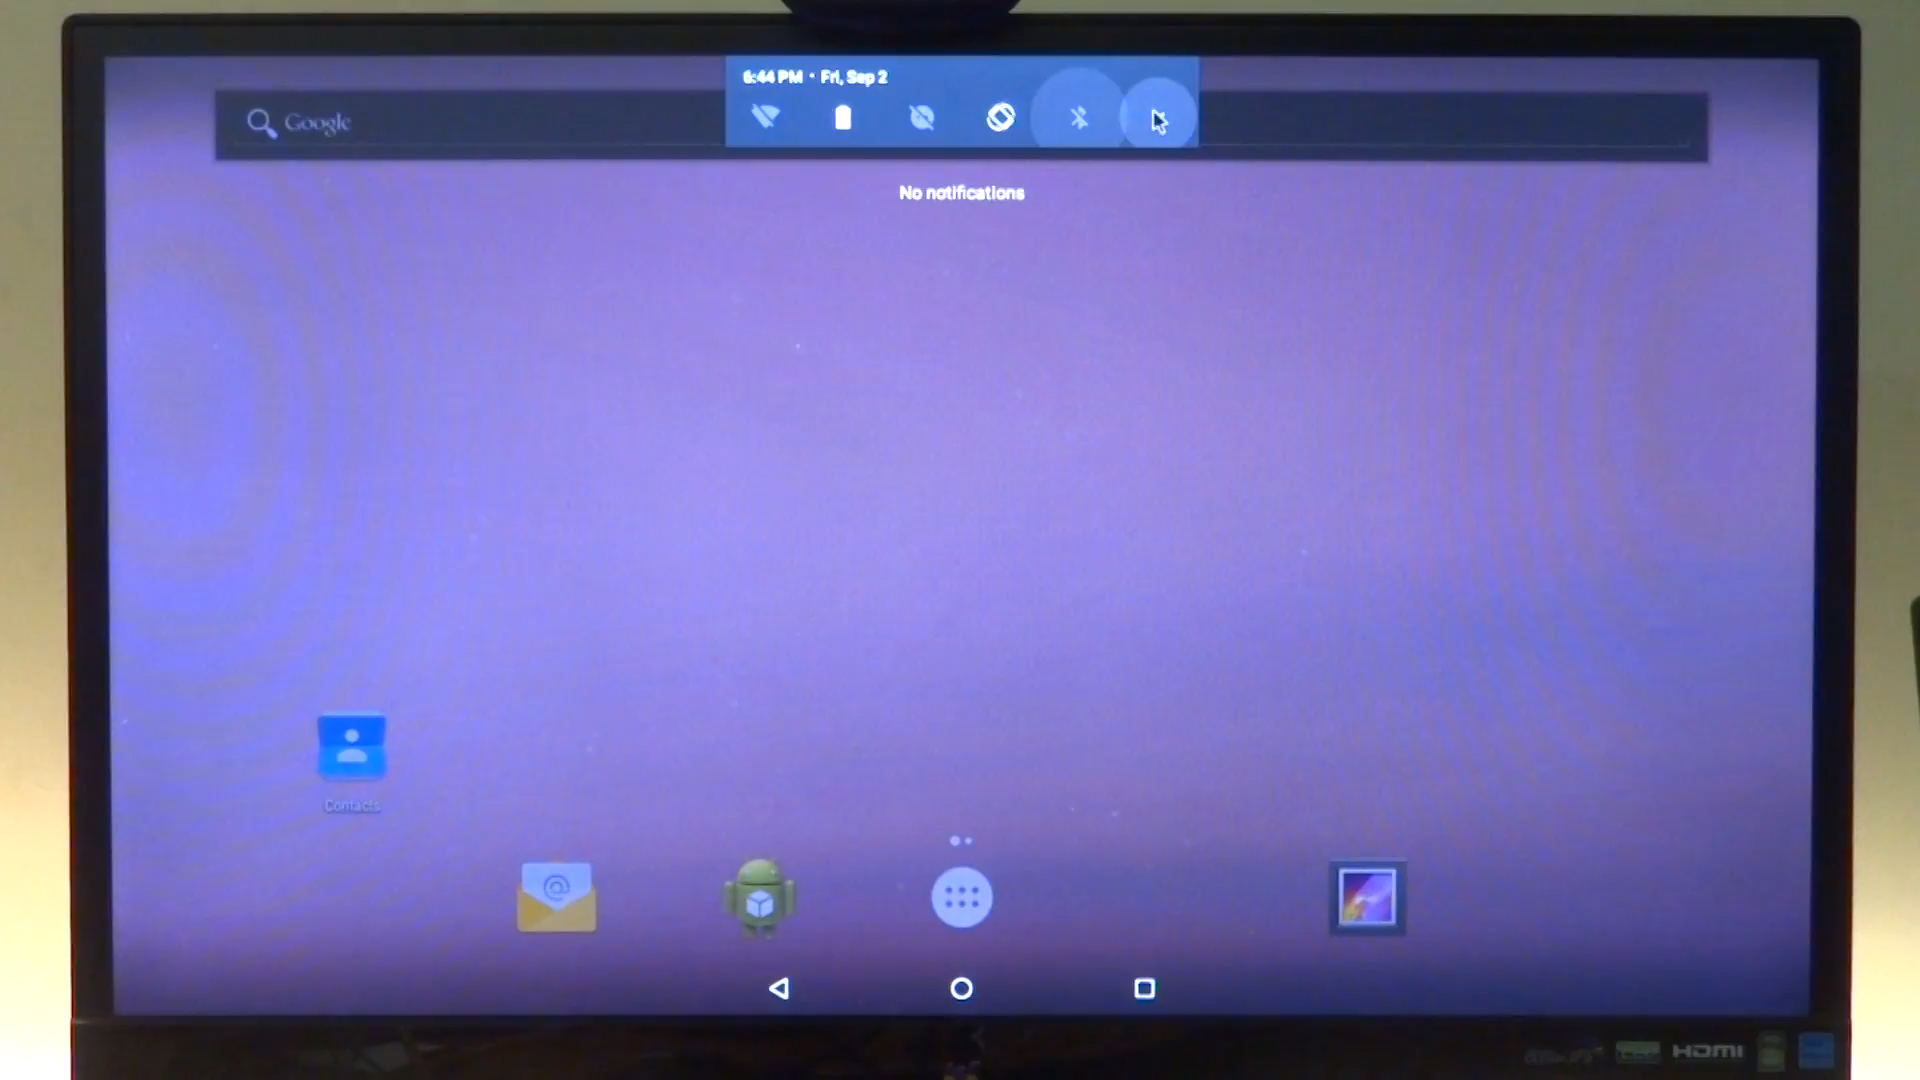 6:44 PM • Fri, Sep 2
Google
No notifications
Contacts
@
HDMI